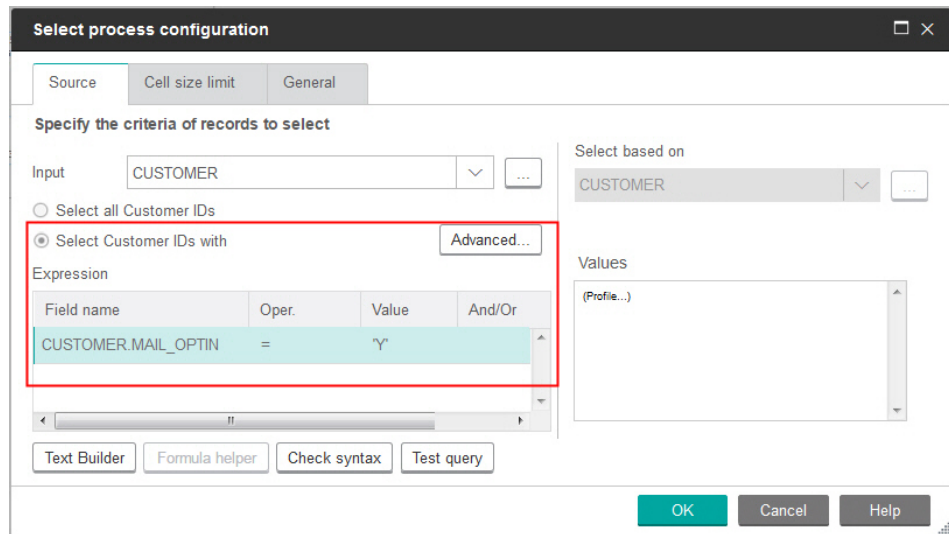 Select process configuration
Source Cell size limit General
Specify the criteria of records to select
Input CUSTOMER ...
Select all Customer IDs
Select Customer IDs with Advanced...
Expression
Field name Oper. Value And/Or
CUSTOMER.MAIL_OPTIN = 'Y'
Text Builder Formula helper Check syntax Test query
Select based on
CUSTOMER ...
Values
(Profile...)
OK Cancel Help